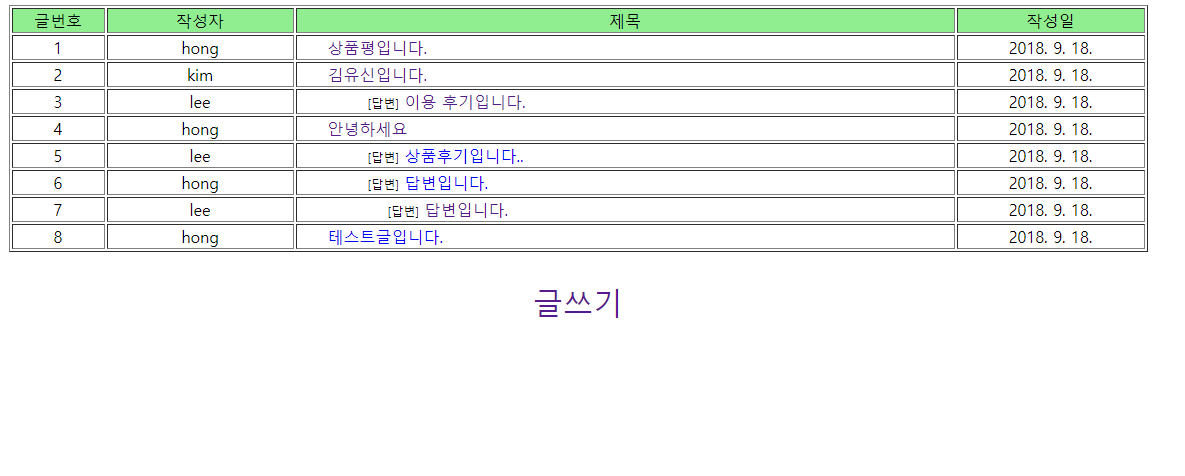 글번호 작성자 제목 작성일
1 hong 상품평입니다. 2018. 9. 18.
2 kim 김유신입니다. 2018. 9. 18.
3 lee [답변] 이용 후기입니다. 2018. 9. 18.
4 hong 안녕하세요 2018. 9. 18.
5 lee [답변] 상품후기입니다.. 2018. 9. 18.
6 hong [답변] 답변입니다. 2018. 9. 18.
7 lee [답변] 답변입니다. 2018. 9. 18.
8 hong 테스트글입니다. 2018. 9. 18.
글쓰기